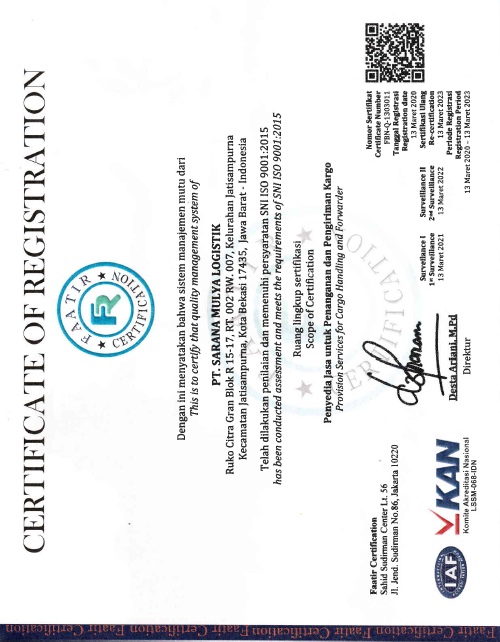 CERTIFICATE OF REGISTRATION
FAATIR
FR
CERTIFICATION
Dengan ini menyatakan bahwa sistem manajemen mutu dari
This is to certify that quality management system of
PT. SARANA MULYA LOGISTIK
Ruko Citra Gran Blok R 15-17, RT. 002 RW. 007, Kelurahan Jatisampurna
Kecamatan Jatisampurna, Kota Bekasi 17435, Jawa Barat - Indonesia
Telah dilakukan penilaian dan memenuhi persyaratan SNI ISO 9001:2015
has been conducted assessment and meets the requirements of SNI ISO 9001:2015
Ruang lingkup sertifikasi
Scope of Certification
Penyedia Jasa untuk Penanganan dan Pengiriman Kargo
Provision Services for Cargo Handling and Forwarder
Faatir Certification
Sahid Sudirman Center Lt. 56
Jl. Jend. Sudirman No.86, Jakarta 10220
IAF
KAN
Komite Akreditasi Nasional
LSSM-068-IDN
Desta Arlani, M.Pd
Direktur
Surveillance I
1st Surveillance
13 Maret 2021
Surveillance II
2nd Surveillance
13 Maret 2022
Nomor Sertifikat
Certificate Number
FBN-Q-1303011
Tanggal Registrasi
Registration date
13 Maret 2020
Sertifikasi Ulang
Re-certification
13 Maret 2023
Periode Registrasi
Registration Period
13 Maret 2020 – 13 Maret 2023
Faatir Certification Faatir Certification Faatir Certification Faatir Certification